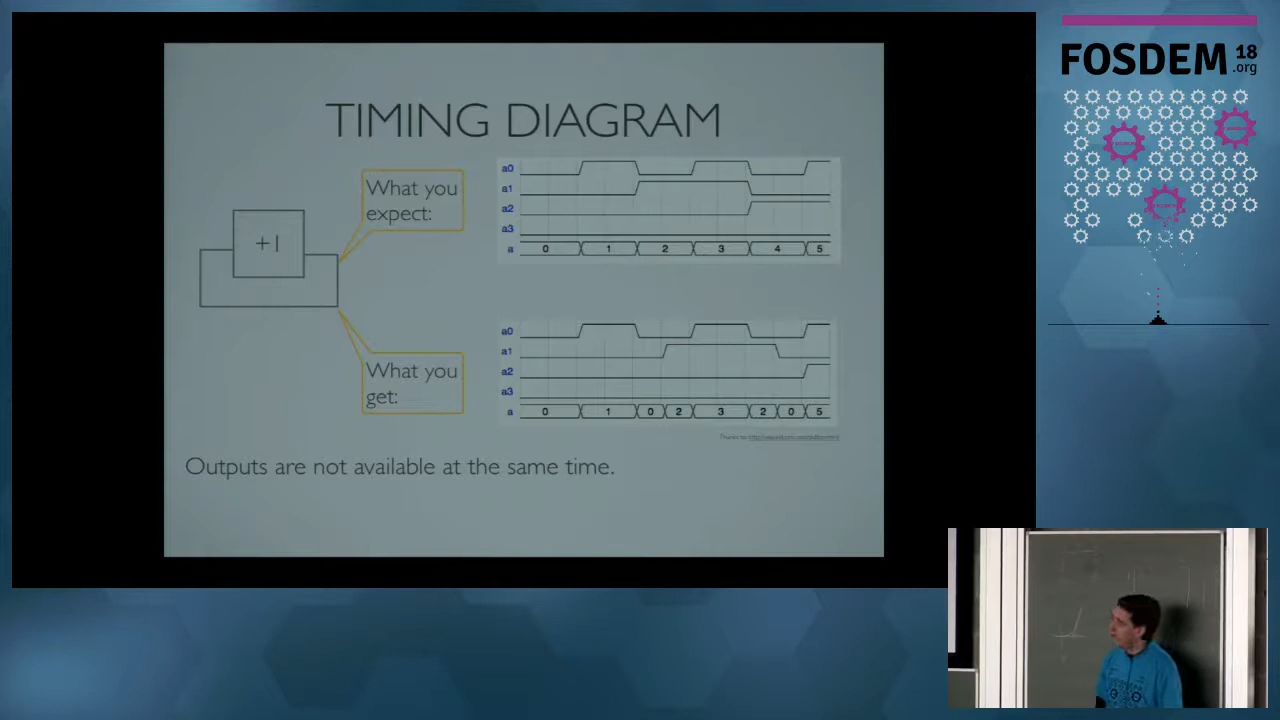 FOSDEM 18
.org
TIMING DIAGRAM
What you
expect:
+1
a0
a1
a2
a3
a 0 1 2 3 4 5
a0
a1
a2
a3
a 0 1 0 2 3 2 0 5
What you
get:
Outputs are not available at the same time.